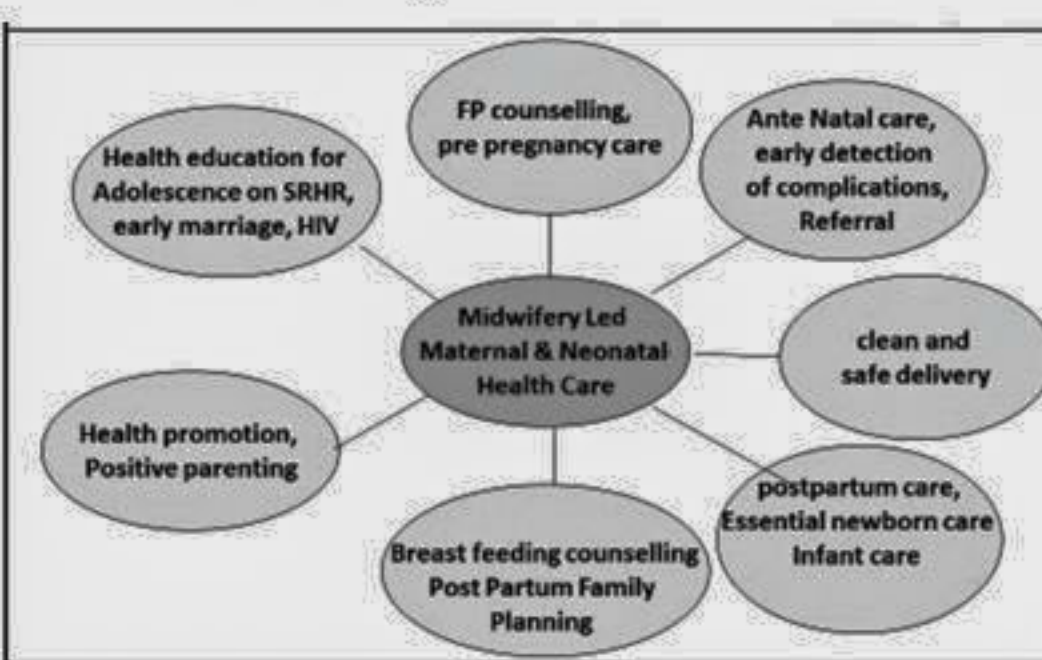 FP counselling,
pre pregnancy care
Ante Natal care,
early detection
of complications,
Referral
Health education for
Adolescence on SRHR,
early marriage, HIV
Midwifery Led
Maternal & Neonatal
Health Care
clean and
safe delivery
Health promotion,
Positive parenting
postpartum care,
Essential newborn care
Infant care
Breast feeding counselling
Post Partum Family
Planning